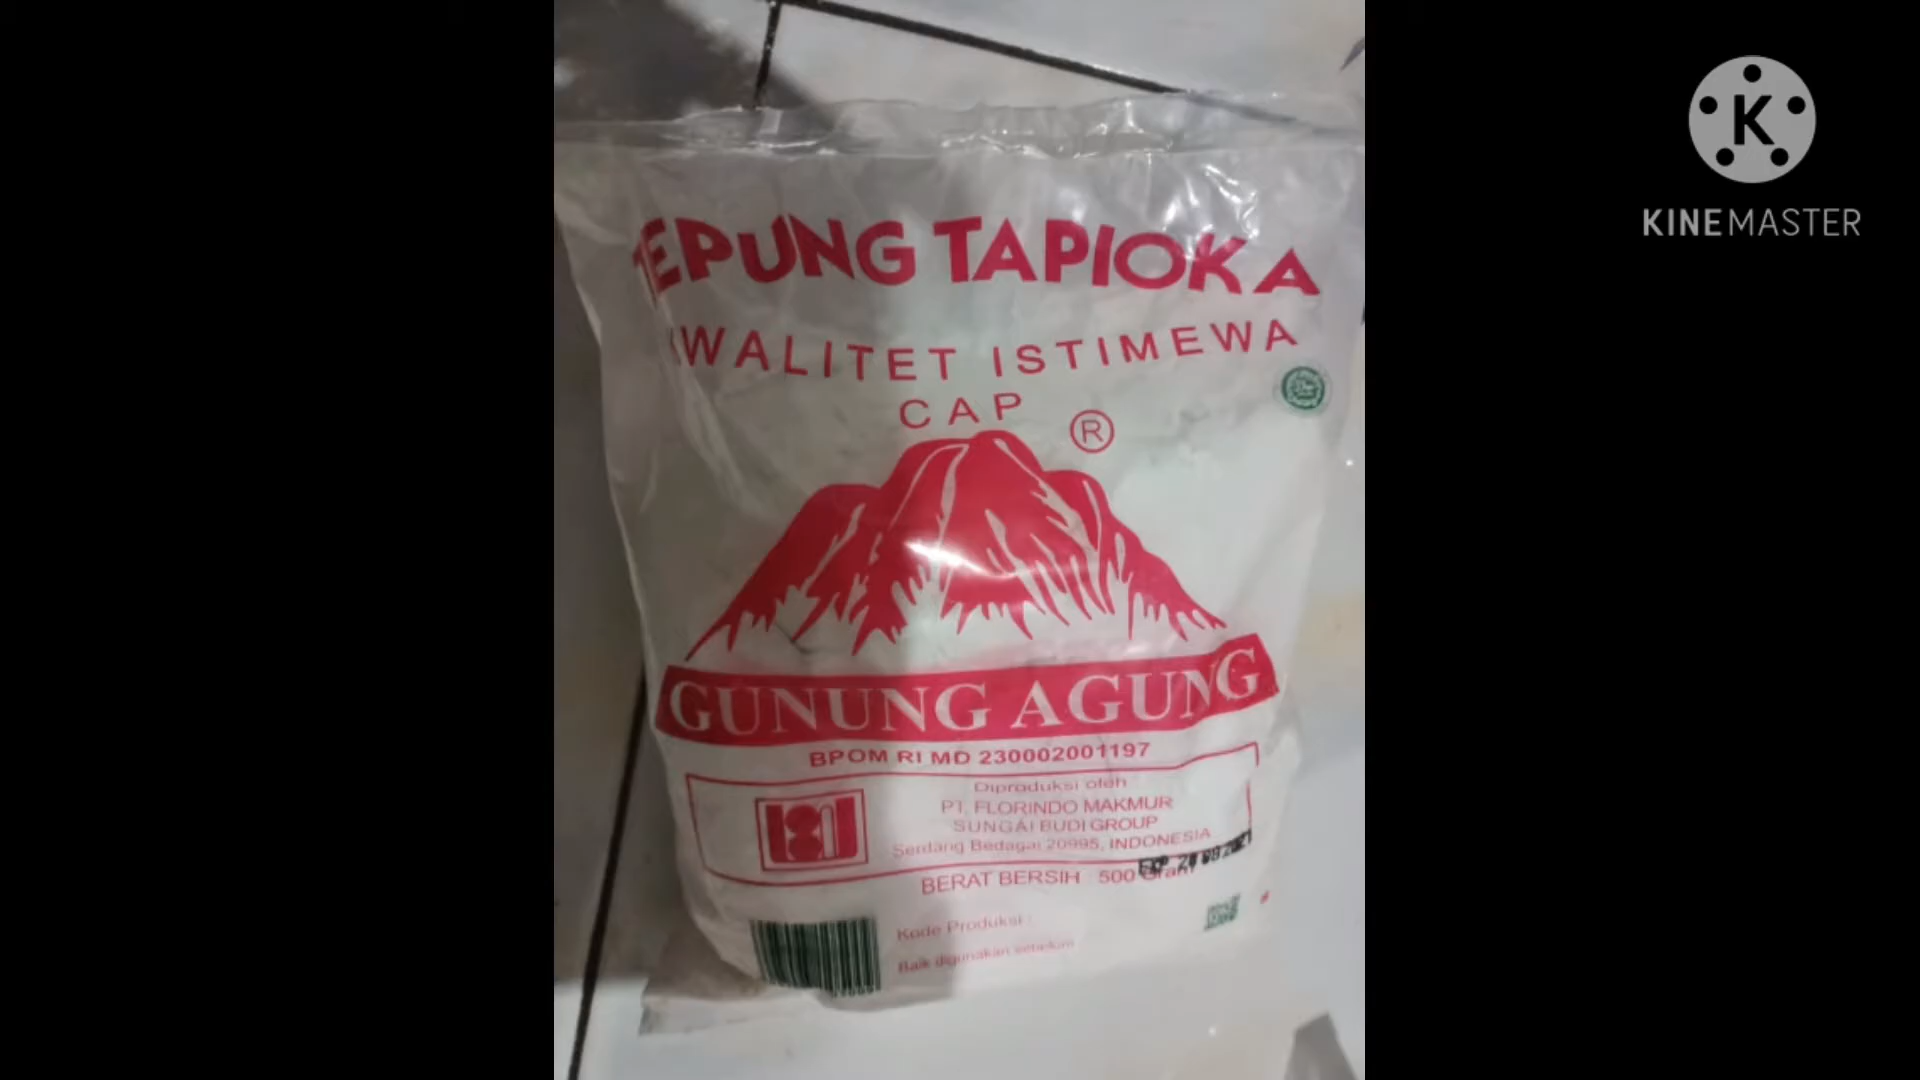 TEPUNG TAPIOKA
KWALITET ISTIMEWA
CAP
®
GUNUNG AGUNG
BPOM RI MD 230002001197
Diproduksi oleh
PT. FLORINDO MAKMUR
SUNGAI BUDI GROUP
Serdang Bedagai 20995, INDONESIA
BERAT BERSIH 500 Gram
Kode Produksi :
Baik digunakan sebelum
K
KINEMASTER